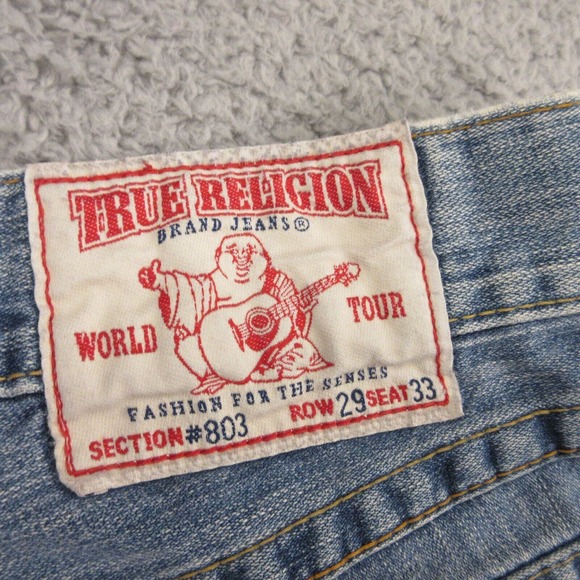 TRUE RELIGION
BRAND JEANS®
WORLD TOUR
FASHION FOR THE SENSES
SECTION#803 ROW 29 SEAT 33